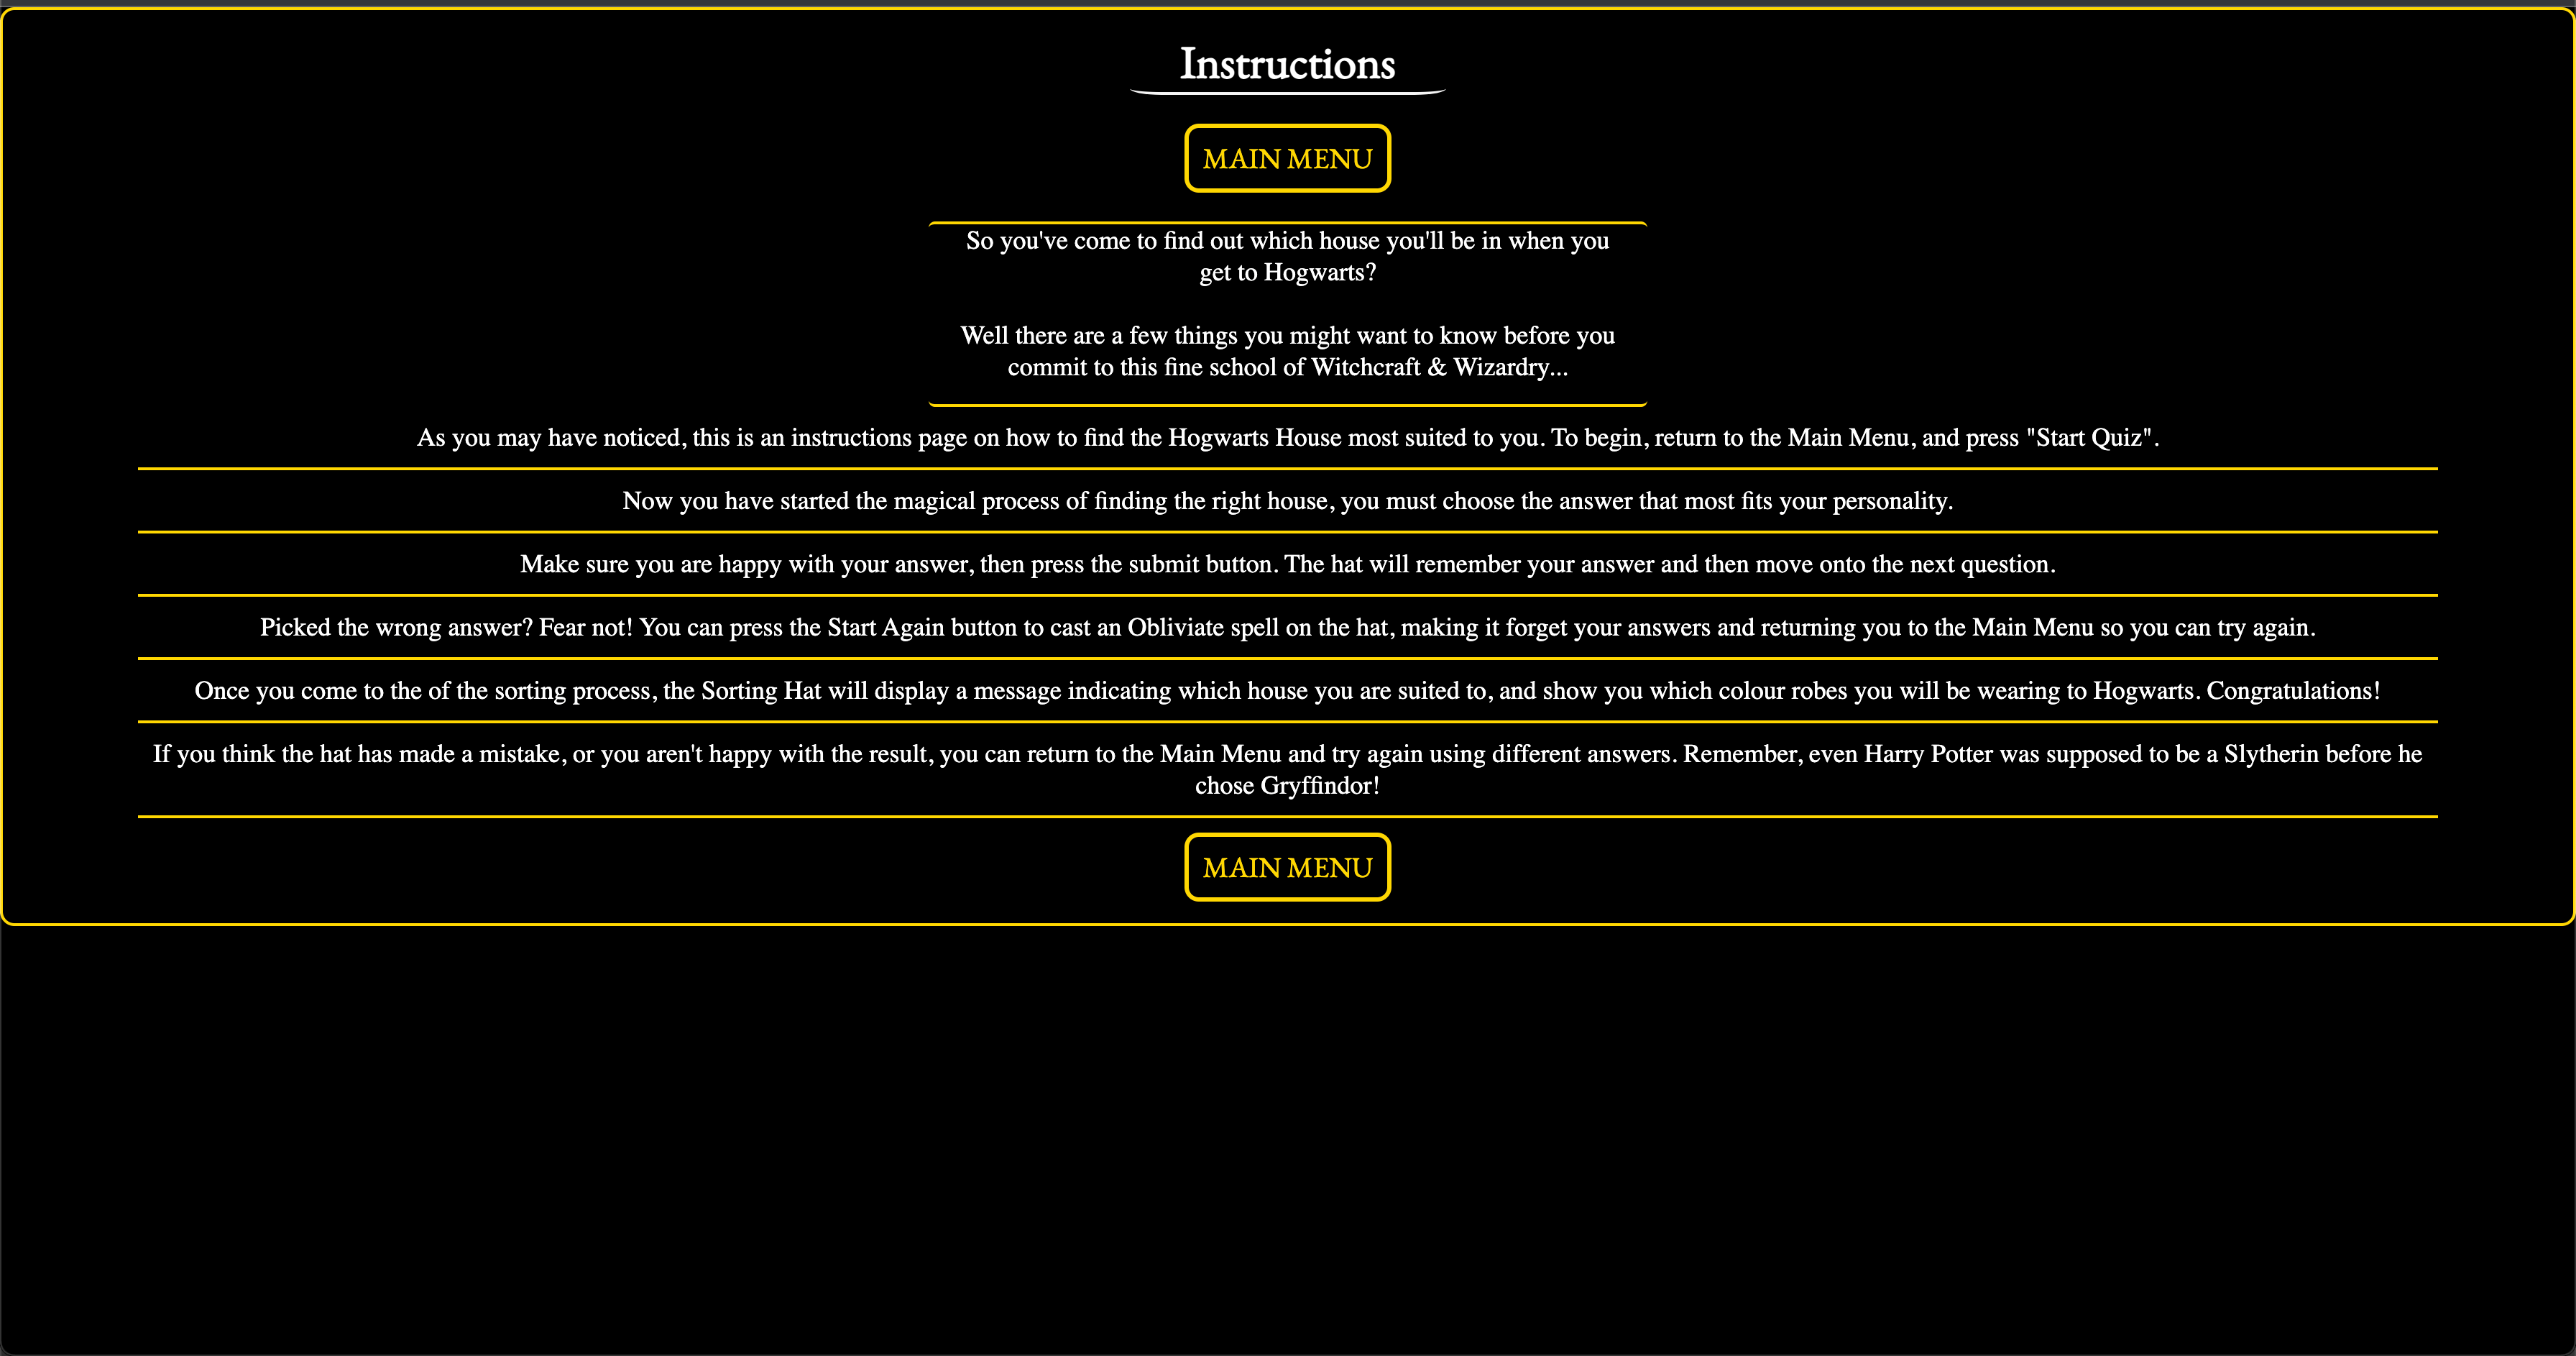 Instructions
MAIN MENU
So you've come to find out which house you'll be in when you
get to Hogwarts?
Well there are a few things you might want to know before you
commit to this fine school of Witchcraft & Wizardry...
As you may have noticed, this is an instructions page on how to find the Hogwarts House most suited to you. To begin, return to the Main Menu, and press "Start Quiz".
Now you have started the magical process of finding the right house, you must choose the answer that most fits your personality.
Make sure you are happy with your answer, then press the submit button. The hat will remember your answer and then move onto the next question.
Picked the wrong answer? Fear not! You can press the Start Again button to cast an Obliviate spell on the hat, making it forget your answers and returning you to the Main Menu so you can try again.
Once you come to the of the sorting process, the Sorting Hat will display a message indicating which house you are suited to, and show you which colour robes you will be wearing to Hogwarts. Congratulations!
If you think the hat has made a mistake, or you aren't happy with the result, you can return to the Main Menu and try again using different answers. Remember, even Harry Potter was supposed to be a Slytherin before he
chose Gryffindor!
MAIN MENU